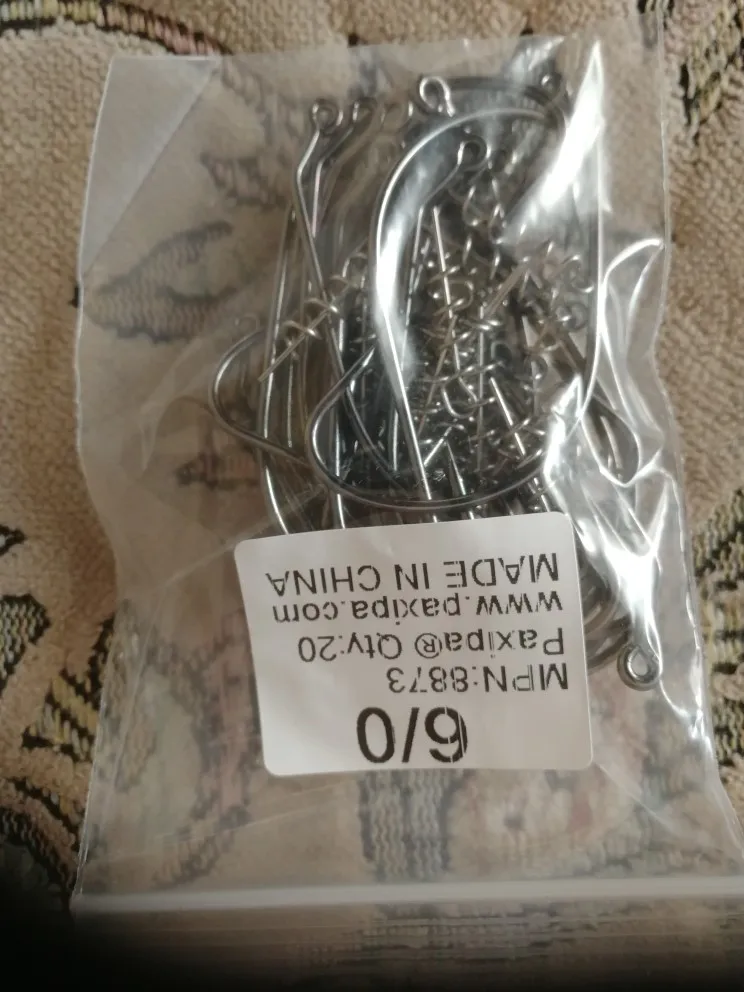 6/0
MPN:8873
Paxipa® Qty:20
www.paxipa.com
MADE IN CHINA